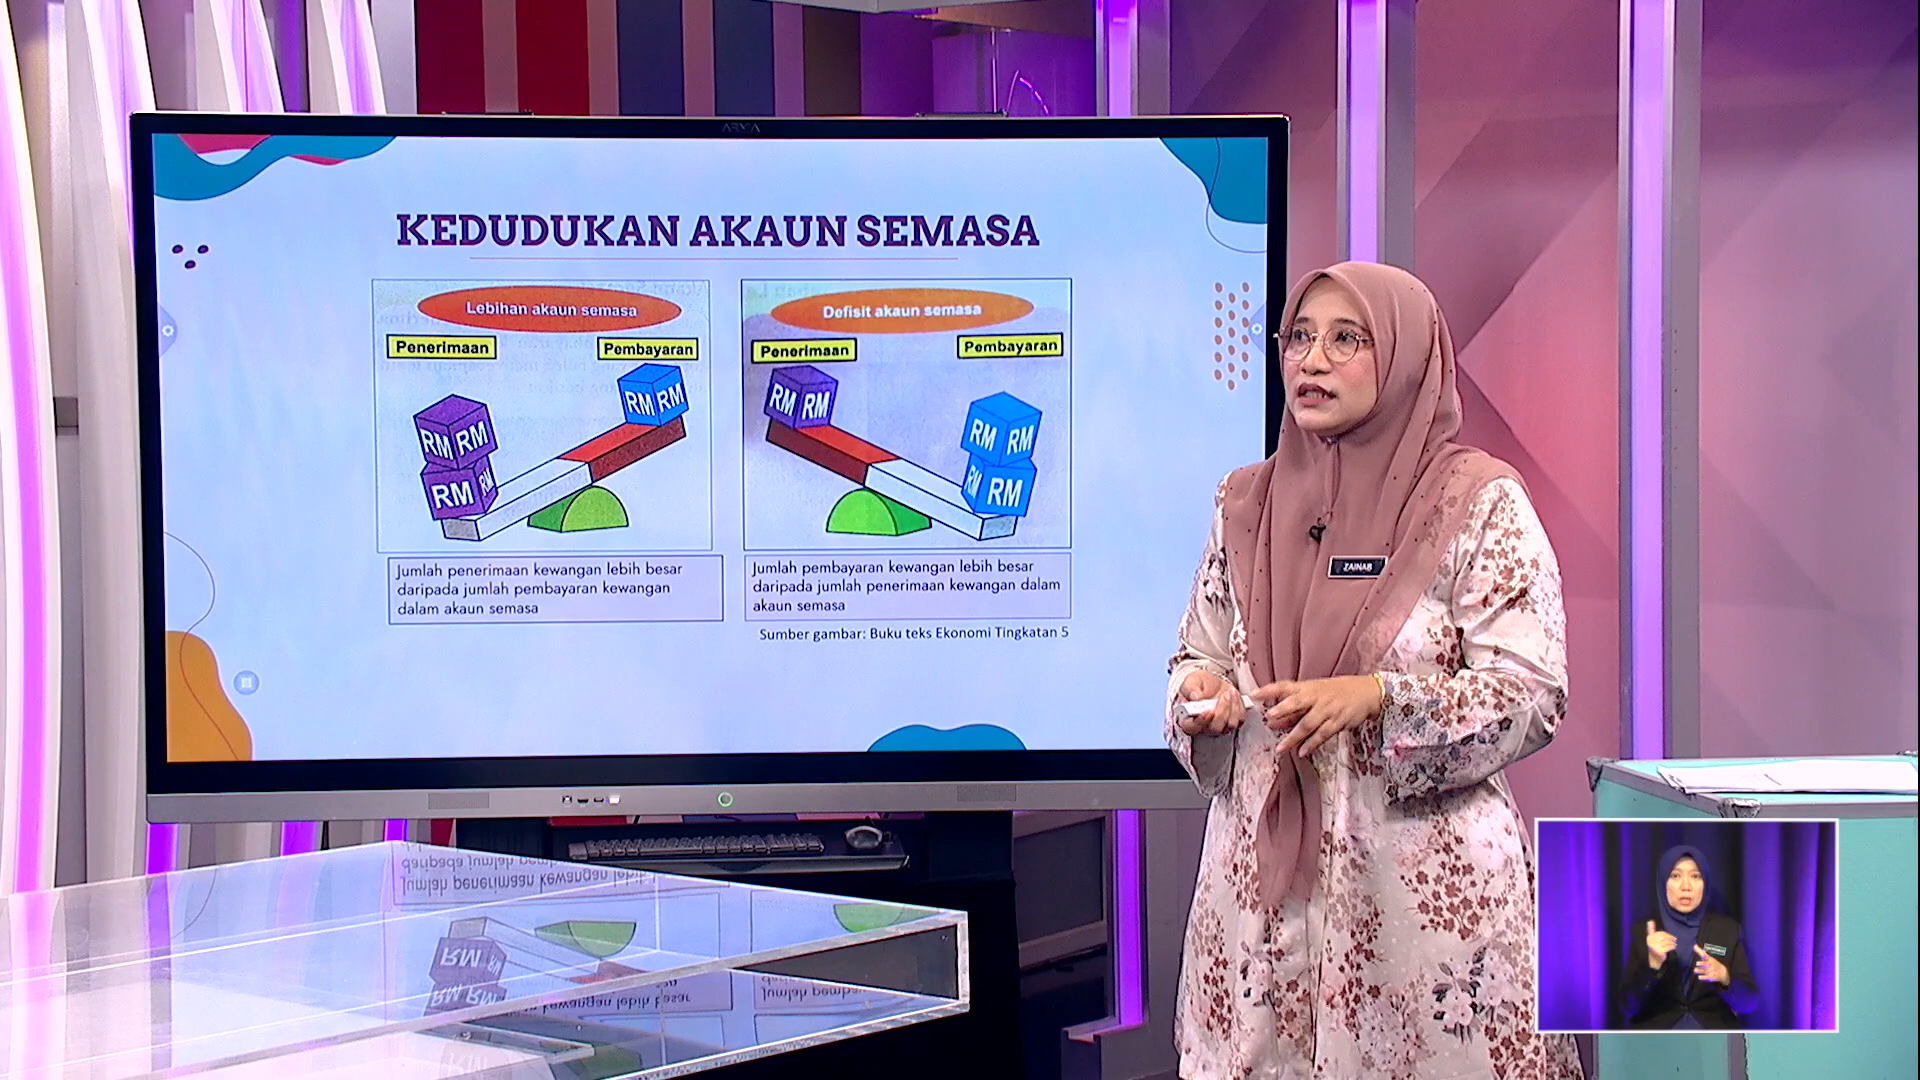 ARVIA
KEDUDUKAN AKAUN SEMASA
Lebihan akaun semasa
Penerimaan
Pembayaran
RM RM
RM RM
RM RM
Jumlah penerimaan kewangan lebih besar
daripada jumlah pembayaran kewangan
dalam akaun semasa
Defisit akaun semasa
Penerimaan
Pembayaran
RM RM
RM RM
RM RM
Jumlah pembayaran kewangan lebih besar
daripada jumlah penerimaan kewangan dalam
akaun semasa
Sumber gambar: Buku teks Ekonomi Tingkatan 5
ZAINAB